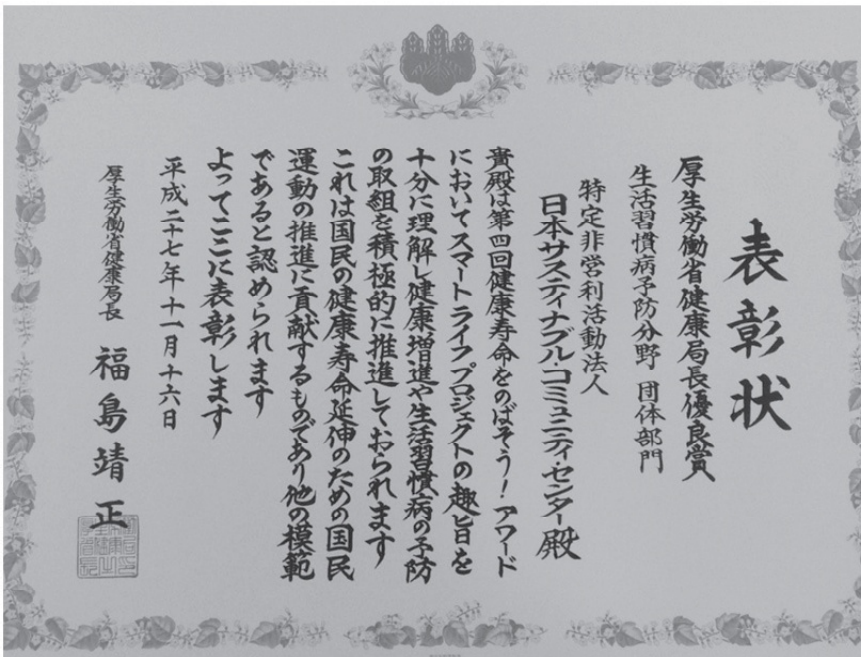 表彰状
厚生労働省健康局長優良賞
生活習慣病予防分野 団体部門
特定非営利活動法人
日本サスティナブル・コミュニティ・センター殿
貴殿は第四回健康寿命をのばそう！アワード
においてスマートライフプロジェクトの趣旨を
十分に理解し健康増進や生活習慣病の予防
の取組を積極的に推進しておられます
これは国民の健康寿命延伸のための国民
運動の推進に貢献するものであり他の模範
であると認められます
よってここに表彰します
平成二十七年十一月十六日
厚生労働省健康局長 福島靖正